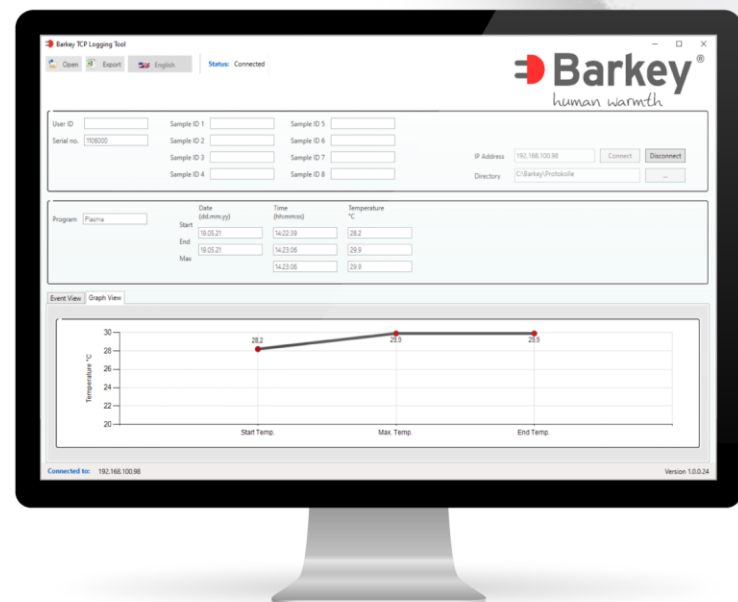 Barkey TCP Logging Tool
Open Export English Status: Connected
Barkey®
human warmth
User ID Sample ID 1 Sample ID 5
Serial no. 1108000 Sample ID 2 Sample ID 6
Sample ID 3 Sample ID 7 IP Address 192.168.100.98 Connect Disconnect
Sample ID 4 Sample ID 8 Directory C:\Barkey\Protokolle ...
Date Time Temperature
(dd.mm.yy) (hh:mm:ss) °C
Program Plasma
Start 19.05.21 14:22:39 28.2
End 19.05.21 14:23:06 29.9
Max 14:23:06 29.9
Event View Graph View
Temperature °C
30
28
26
24
22
20
28,2 29,9 29,9
Start Temp. Max. Temp. End Temp.
Connected to: 192.168.100.98 Version 1.0.0.24